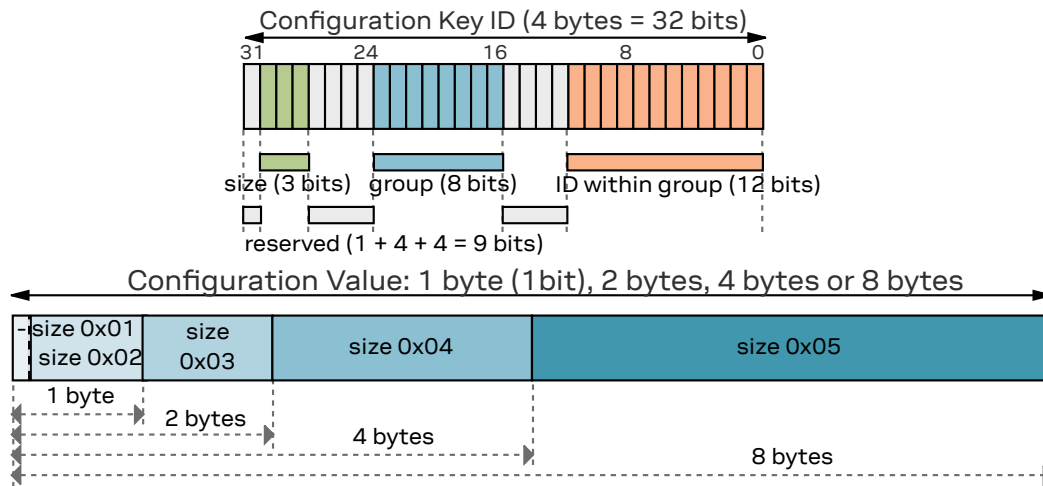 Configuration Key ID (4 bytes = 32 bits)
31 24 16 8 0
size (3 bits) group (8 bits) ID within group (12 bits)
reserved (1 + 4 + 4 = 9 bits)
Configuration Value: 1 byte (1bit), 2 bytes, 4 bytes or 8 bytes
- size 0x01
size 0x02
size
0x03
size 0x04
size 0x05
1 byte
2 bytes
4 bytes
8 bytes